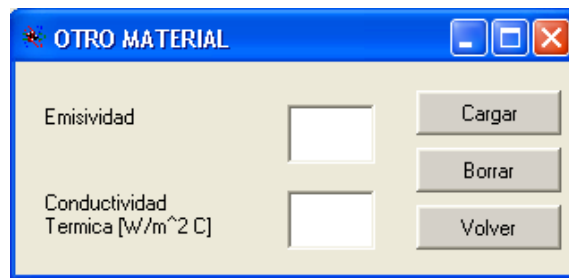 OTRO MATERIAL
Emisividad
Cargar
Borrar
Conductividad
Termica [W/m^2 C]
Volver